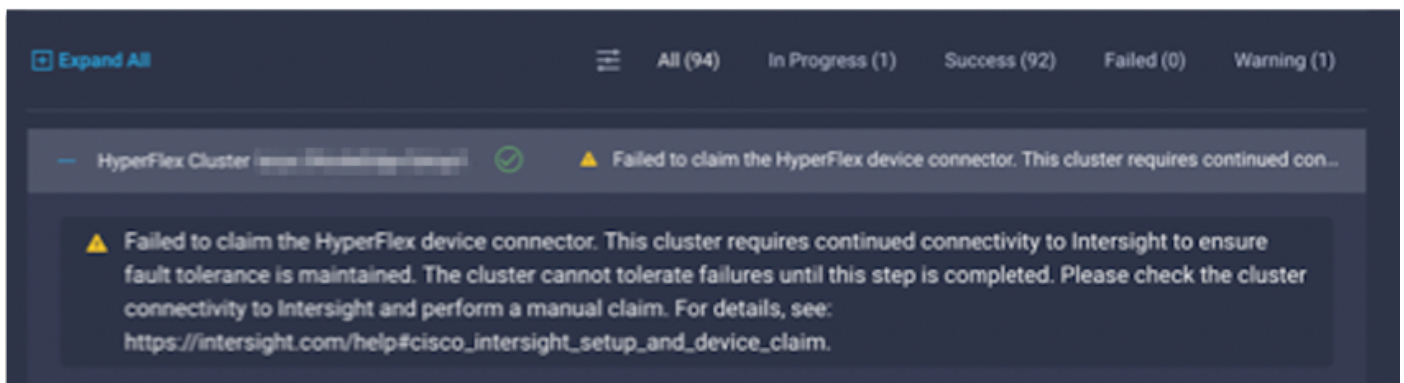 Expand All
All (94) In Progress (1) Success (92) Failed (0) Warning (1)
HyperFlex Cluster
Failed to claim the HyperFlex device connector. This cluster requires continued con...
Failed to claim the HyperFlex device connector. This cluster requires continued connectivity to Intersight to ensure
fault tolerance is maintained. The cluster cannot tolerate failures until this step is completed. Please check the cluster
connectivity to Intersight and perform a manual claim. For details, see:
https://intersight.com/help#cisco_intersight_setup_and_device_claim.